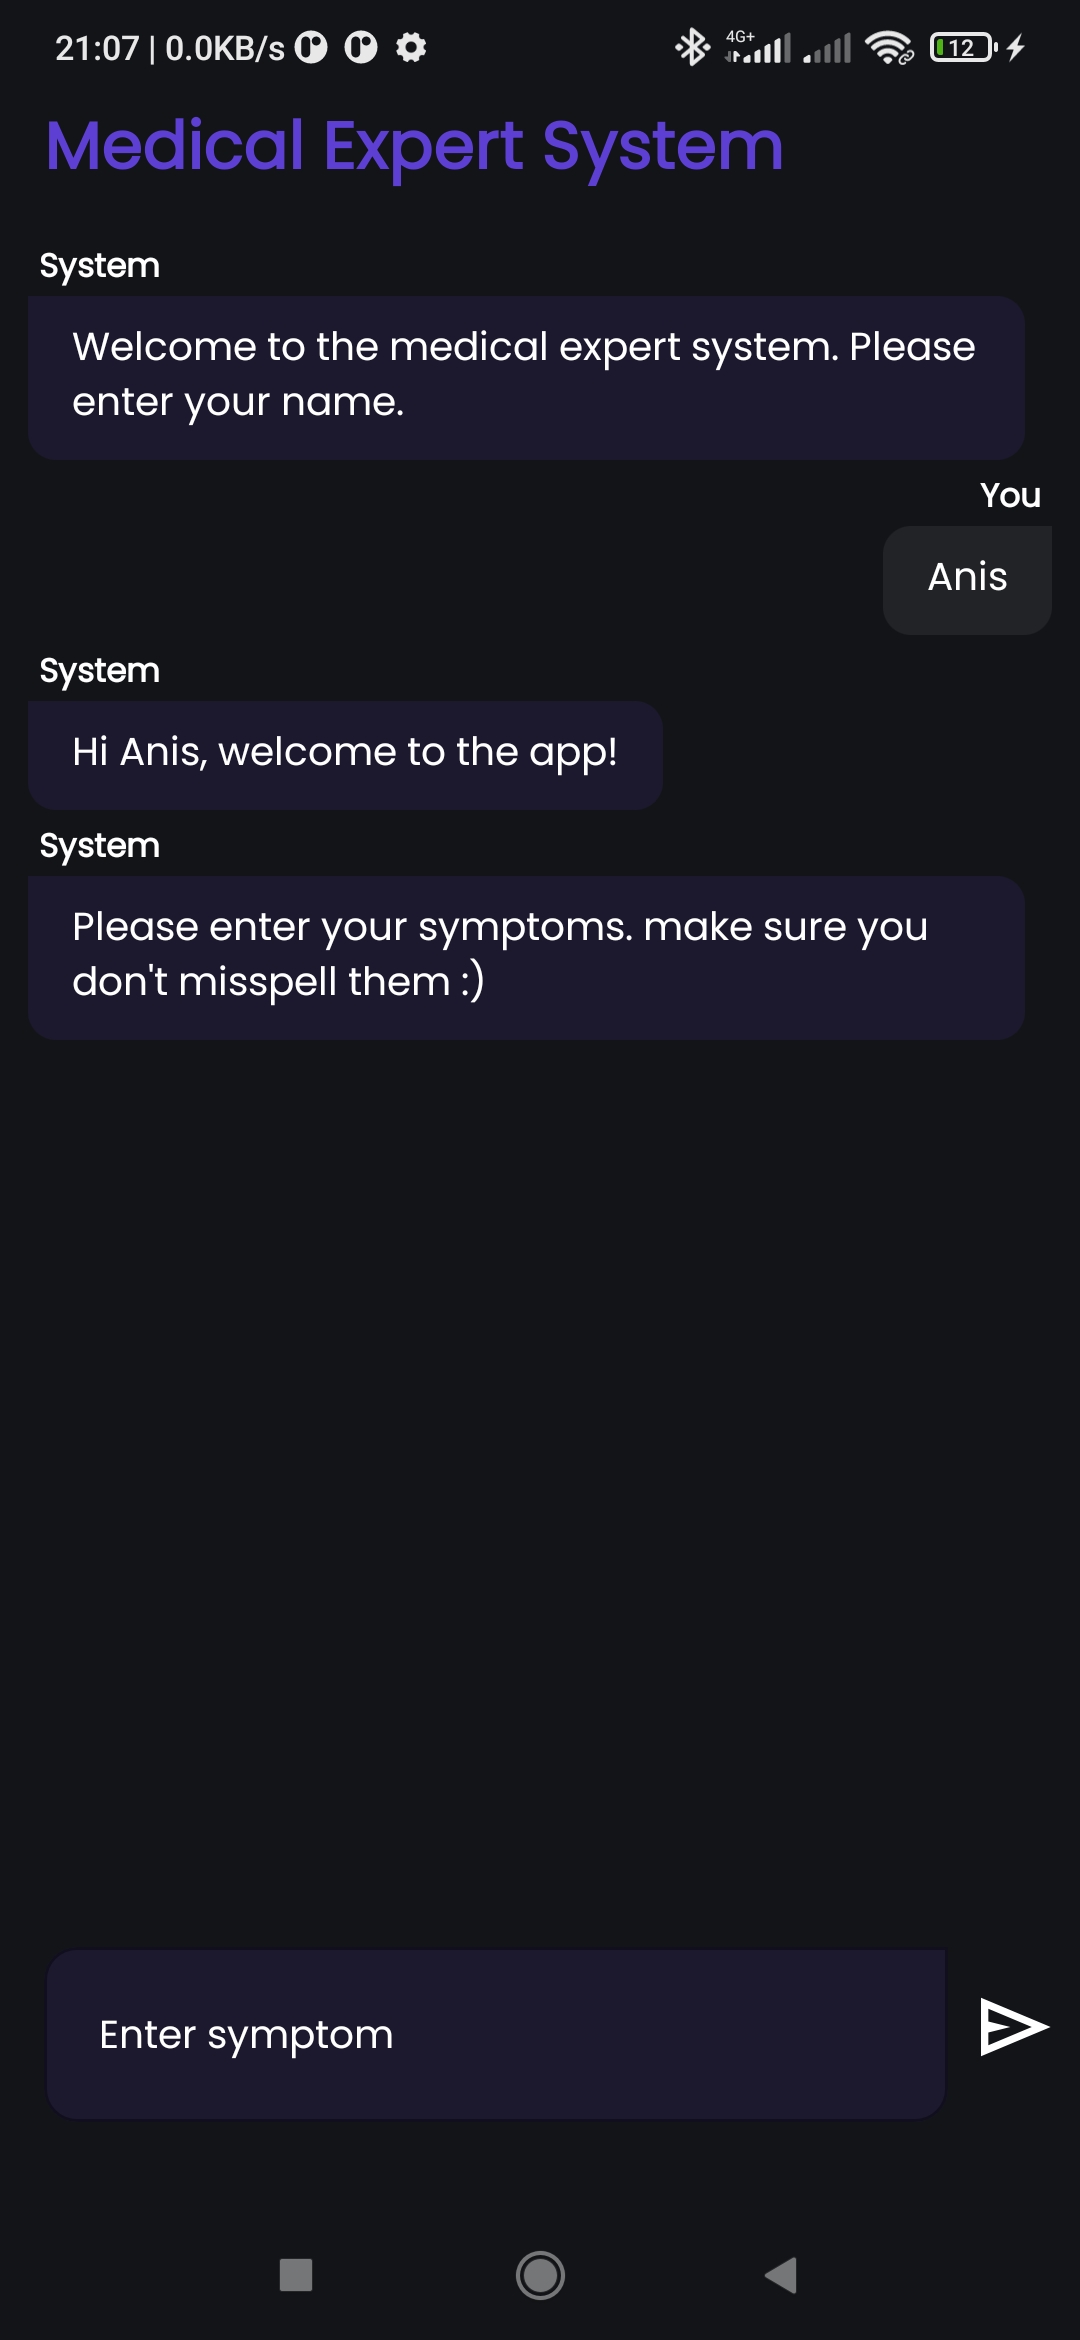 21:07 | 0.0KB/s 4G+ 12
Medical Expert System
System
Welcome to the medical expert system. Please
enter your name.
You
Anis
System
Hi Anis, welcome to the app!
System
Please enter your symptoms. make sure you
don't misspell them :)
Enter symptom